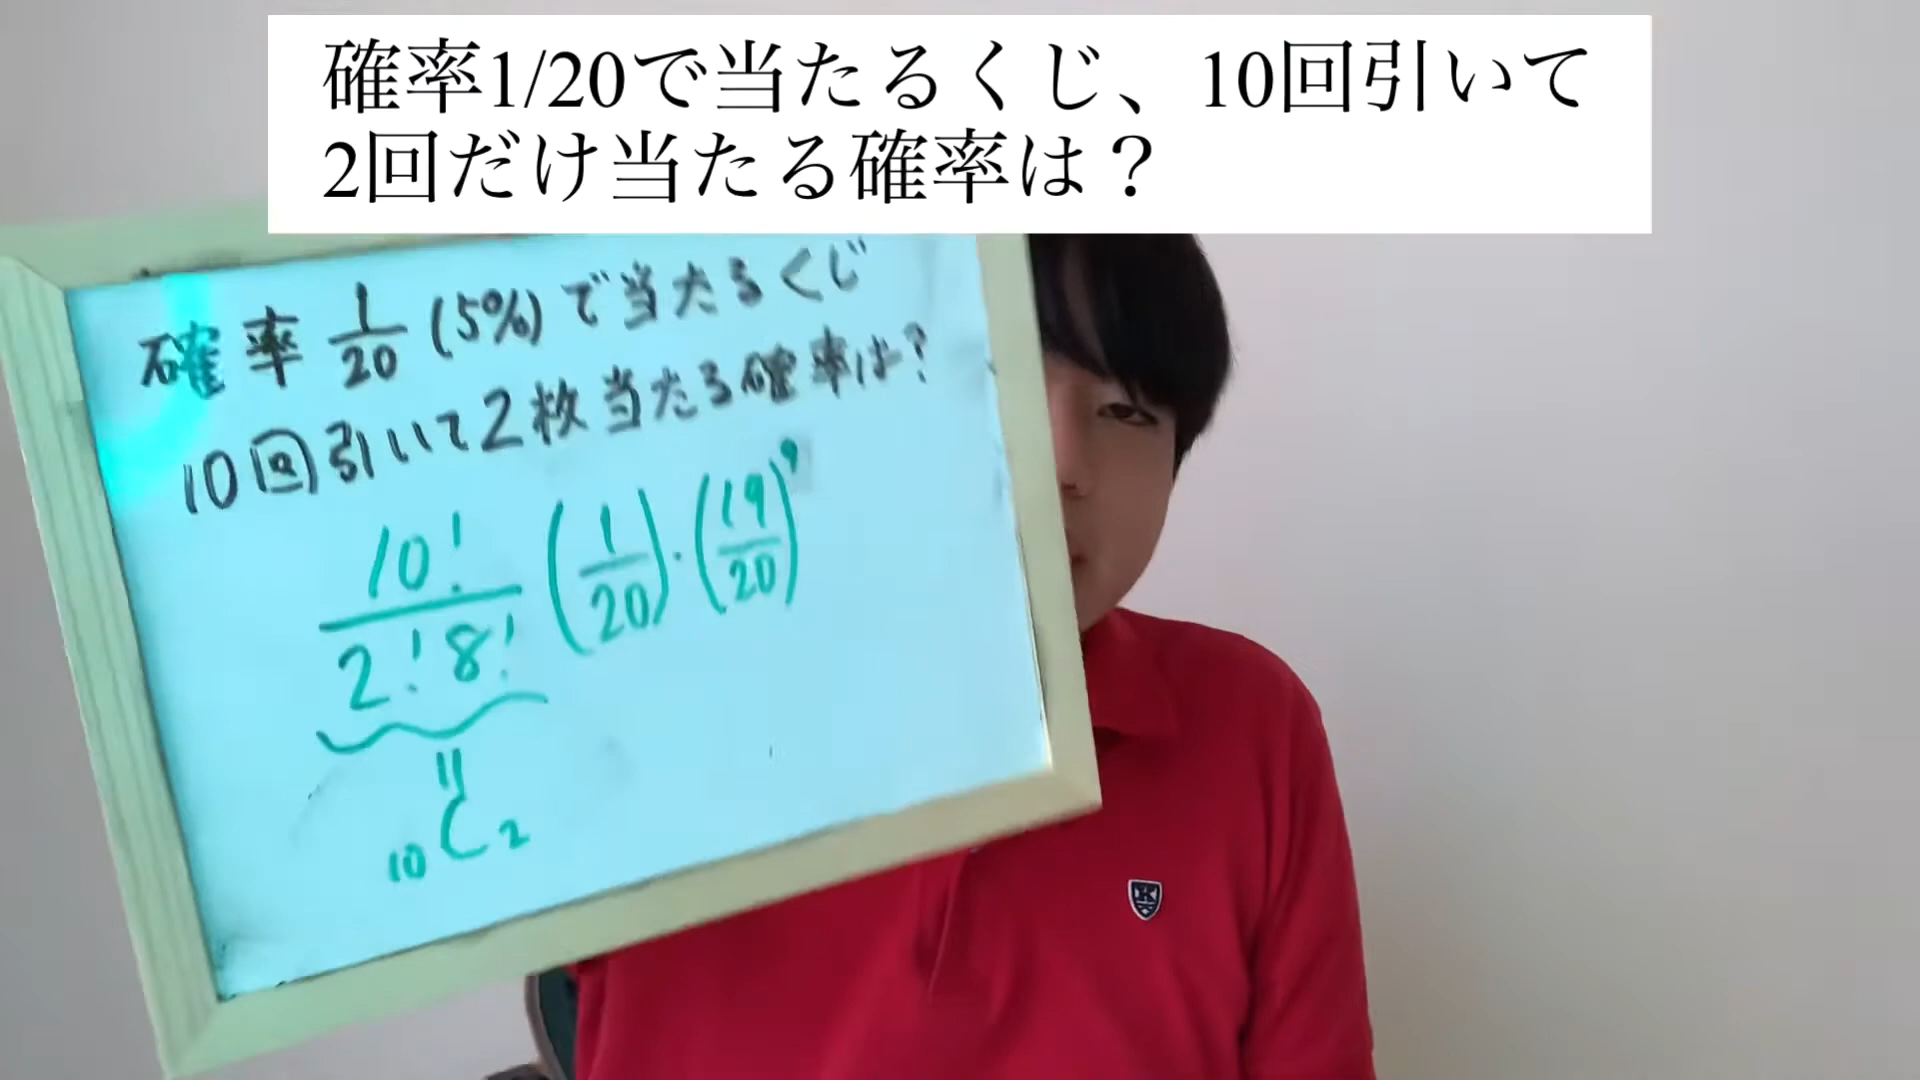 確率1/20で当たるくじ、10回引いて
2回だけ当たる確率は？
確率 1/20 (5%)で当たるくじ
10回引いて2枚当たる確率は?
10!/2!8! (1/20)・(19/20)^9
=
10C2